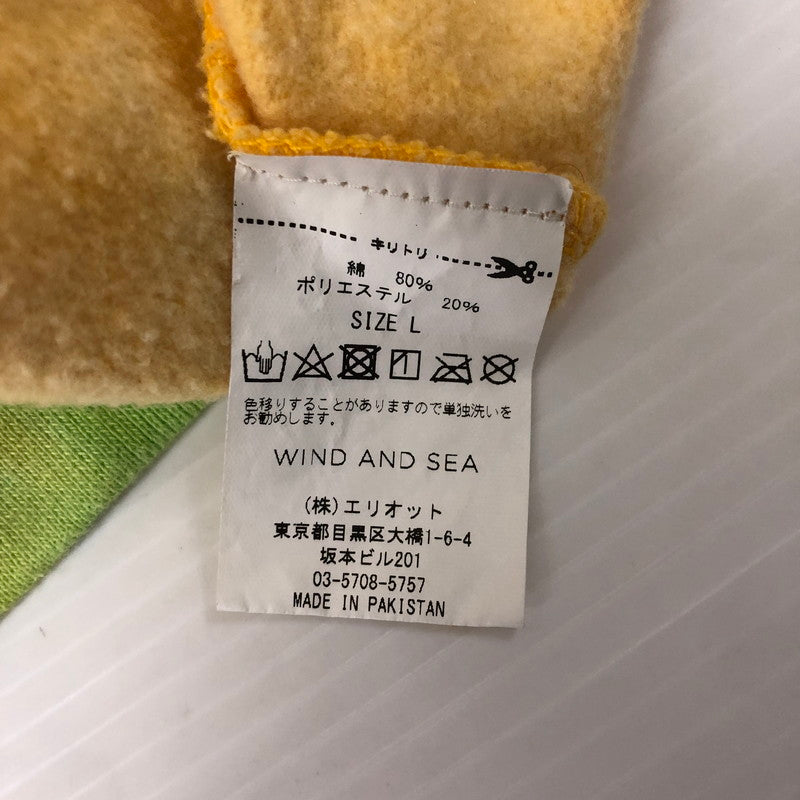 キリトリ
綿 80%
ポリエステル 20%
SIZE L
色移りすることがありますので単独洗いを
お勧めします。
WIND AND SEA
(株)エリオット
東京都目黒区大橋1-6-4
坂本ビル201
03-5708-5757
MADE IN PAKISTAN